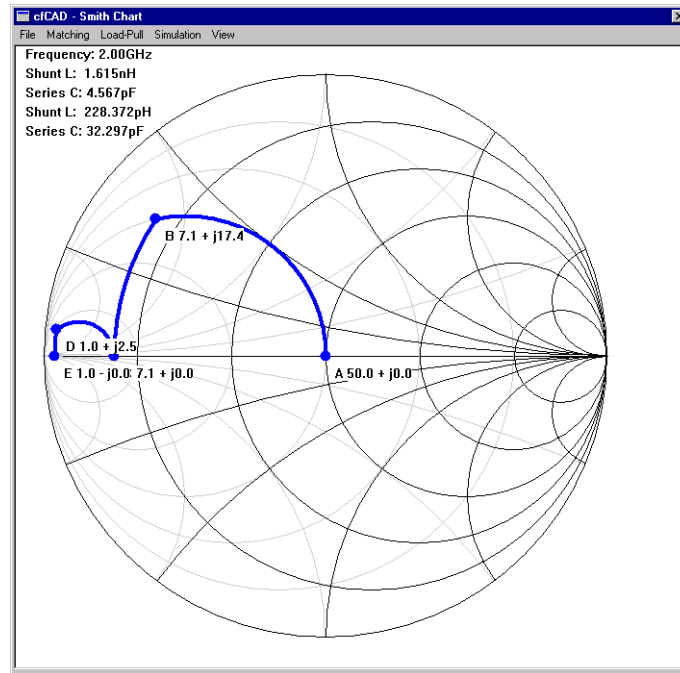 cfCAD - Smith Chart
File Matching Load-Pull Simulation View
Frequency: 2.00GHz
Shunt L: 1.615nH
Series C: 4.567pF
Shunt L: 228.372pH
Series C: 32.297pF
B 7.1 + j17.4
D 1.0 + j2.5
E 1.0 - j0.0 7.1 + j0.0
A 50.0 + j0.0